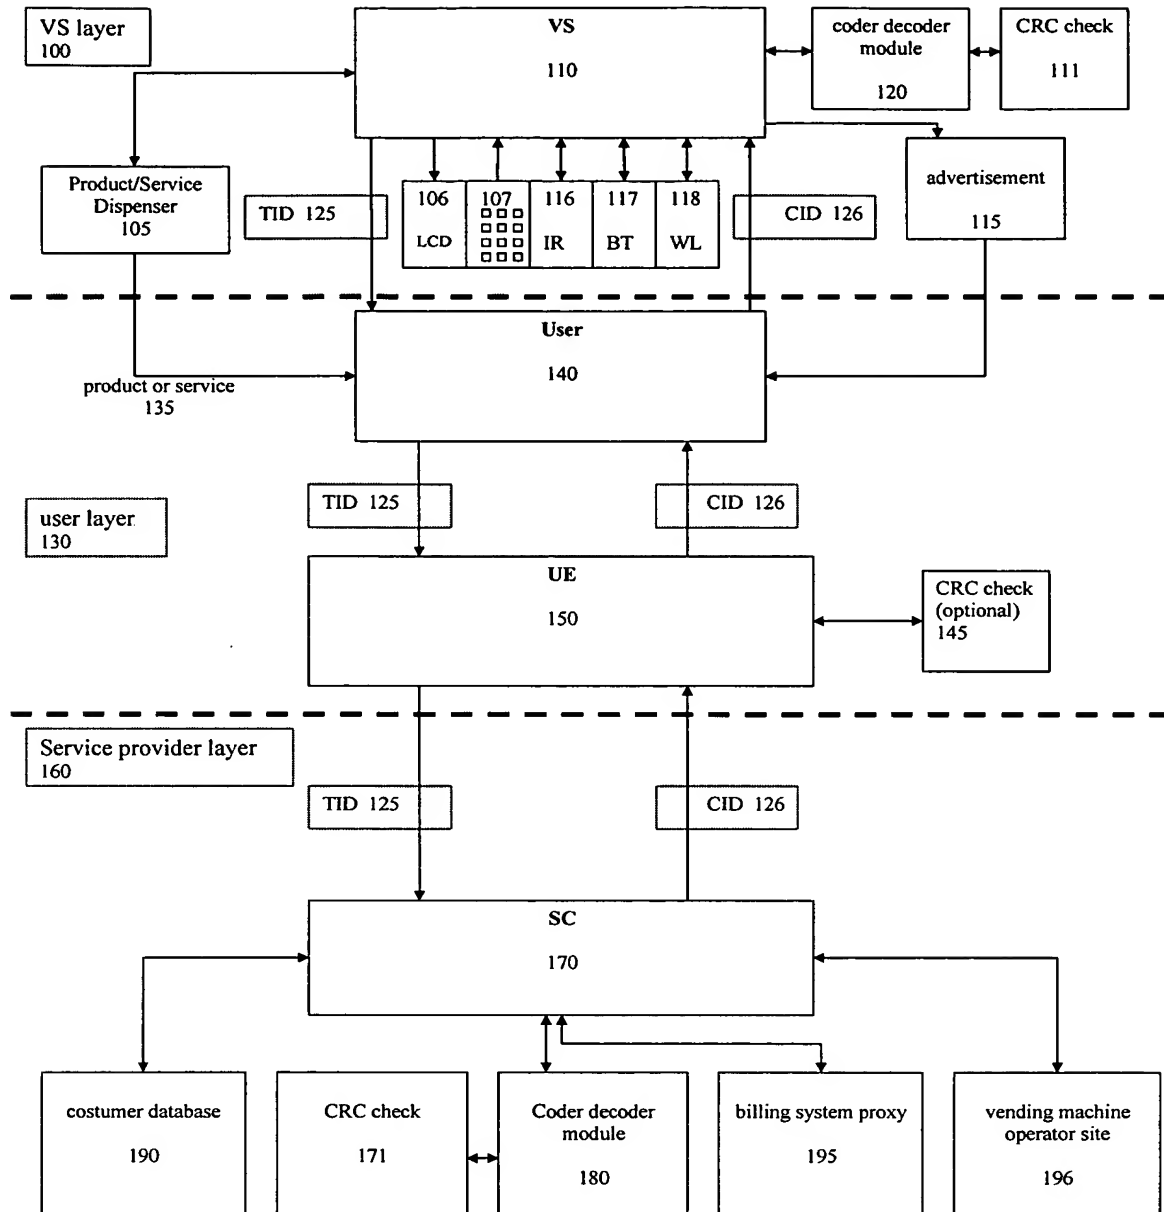 VS layer
100
VS
110
coder decoder
module
120
CRC check
111
Product/Service
Dispenser
105
TID 125
106
LCD
107
116
IR
117
BT
118
WL
CID 126
advertisement
115
User
140
product or service
135
TID 125
CID 126
user layer
130
UE
150
CRC check
(optional)
145
Service provider layer
160
TID 125
CID 126
SC
170
costumer database
190
CRC check
171
Coder decoder
module
180
billing system proxy
195
vending machine
operator site
196